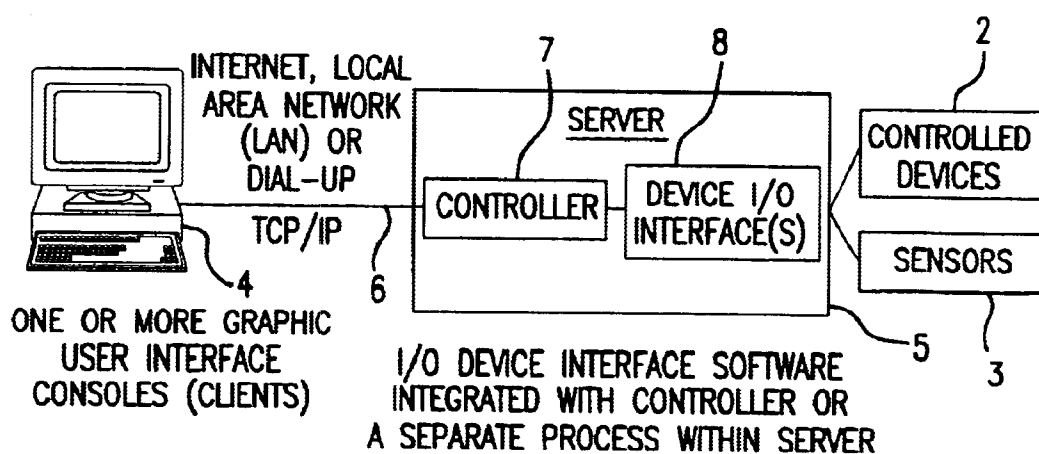 INTERNET, LOCAL
AREA NETWORK
(LAN) OR
DIAL-UP
TCP/IP
4
6
ONE OR MORE GRAPHIC
USER INTERFACE
CONSOLES (CLIENTS)
7
8
SERVER
CONTROLLER
DEVICE I/O
INTERFACE(S)
5
I/O DEVICE INTERFACE SOFTWARE
INTEGRATED WITH CONTROLLER OR
A SEPARATE PROCESS WITHIN SERVER
2
CONTROLLED
DEVICES
SENSORS
3